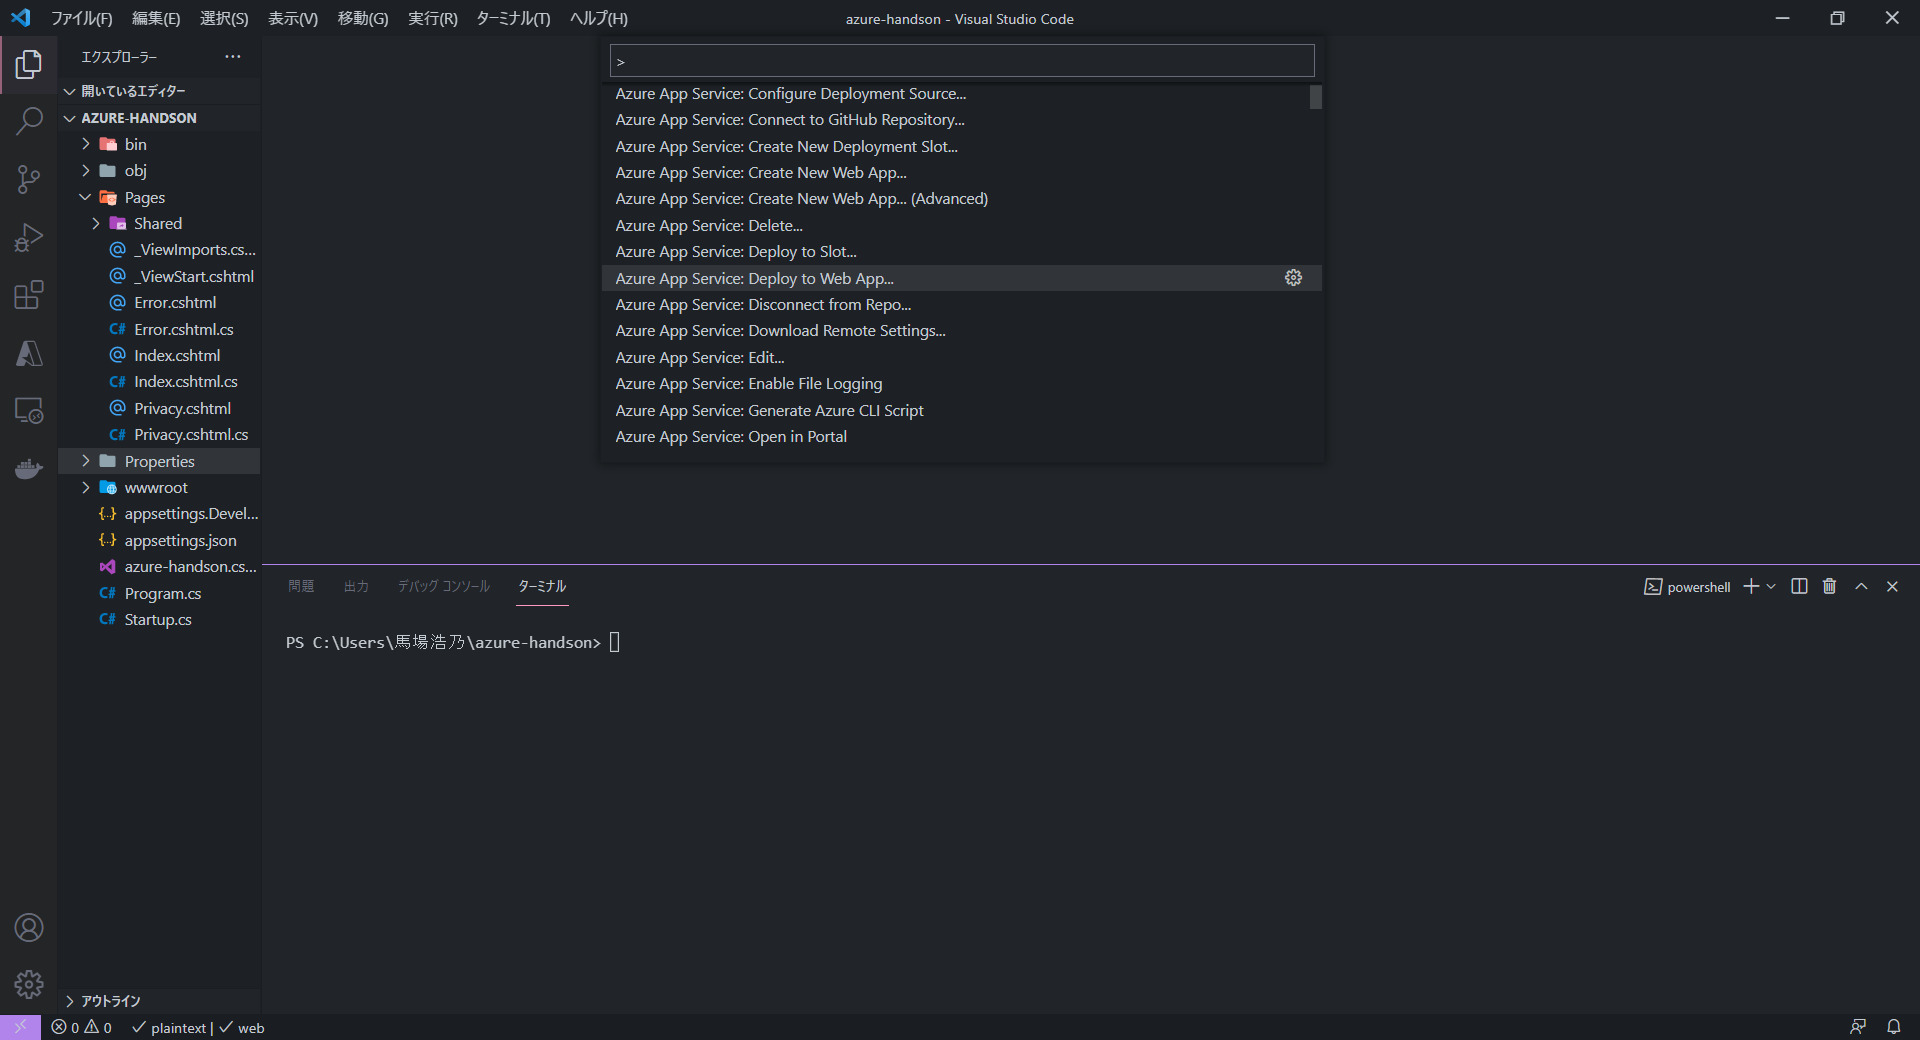 ファイル(F) 編集(E) 選択(S) 表示(V) 移動(G) 実行(R) ターミナル(T) ヘルプ(H)
azure-handson - Visual Studio Code
エクスプローラー
開いているエディター
AZURE-HANDSON
bin
obj
Pages
Shared
_ViewImports.cs...
_ViewStart.cshtml
Error.cshtml
Error.cshtml.cs
Index.cshtml
Index.cshtml.cs
Privacy.cshtml
Privacy.cshtml.cs
Properties
wwwroot
appsettings.Devel...
appsettings.json
azure-handson.cs...
Program.cs
Startup.cs
アウトライン
>
Azure App Service: Configure Deployment Source...
Azure App Service: Connect to GitHub Repository...
Azure App Service: Create New Deployment Slot...
Azure App Service: Create New Web App...
Azure App Service: Create New Web App... (Advanced)
Azure App Service: Delete...
Azure App Service: Deploy to Slot...
Azure App Service: Deploy to Web App...
Azure App Service: Disconnect from Repo...
Azure App Service: Download Remote Settings...
Azure App Service: Edit...
Azure App Service: Enable File Logging
Azure App Service: Generate Azure CLI Script
Azure App Service: Open in Portal
問題 出力 デバッグ コンソール ターミナル
powershell
PS C:\Users\馬場浩乃\azure-handson>
0 0 plaintext | web